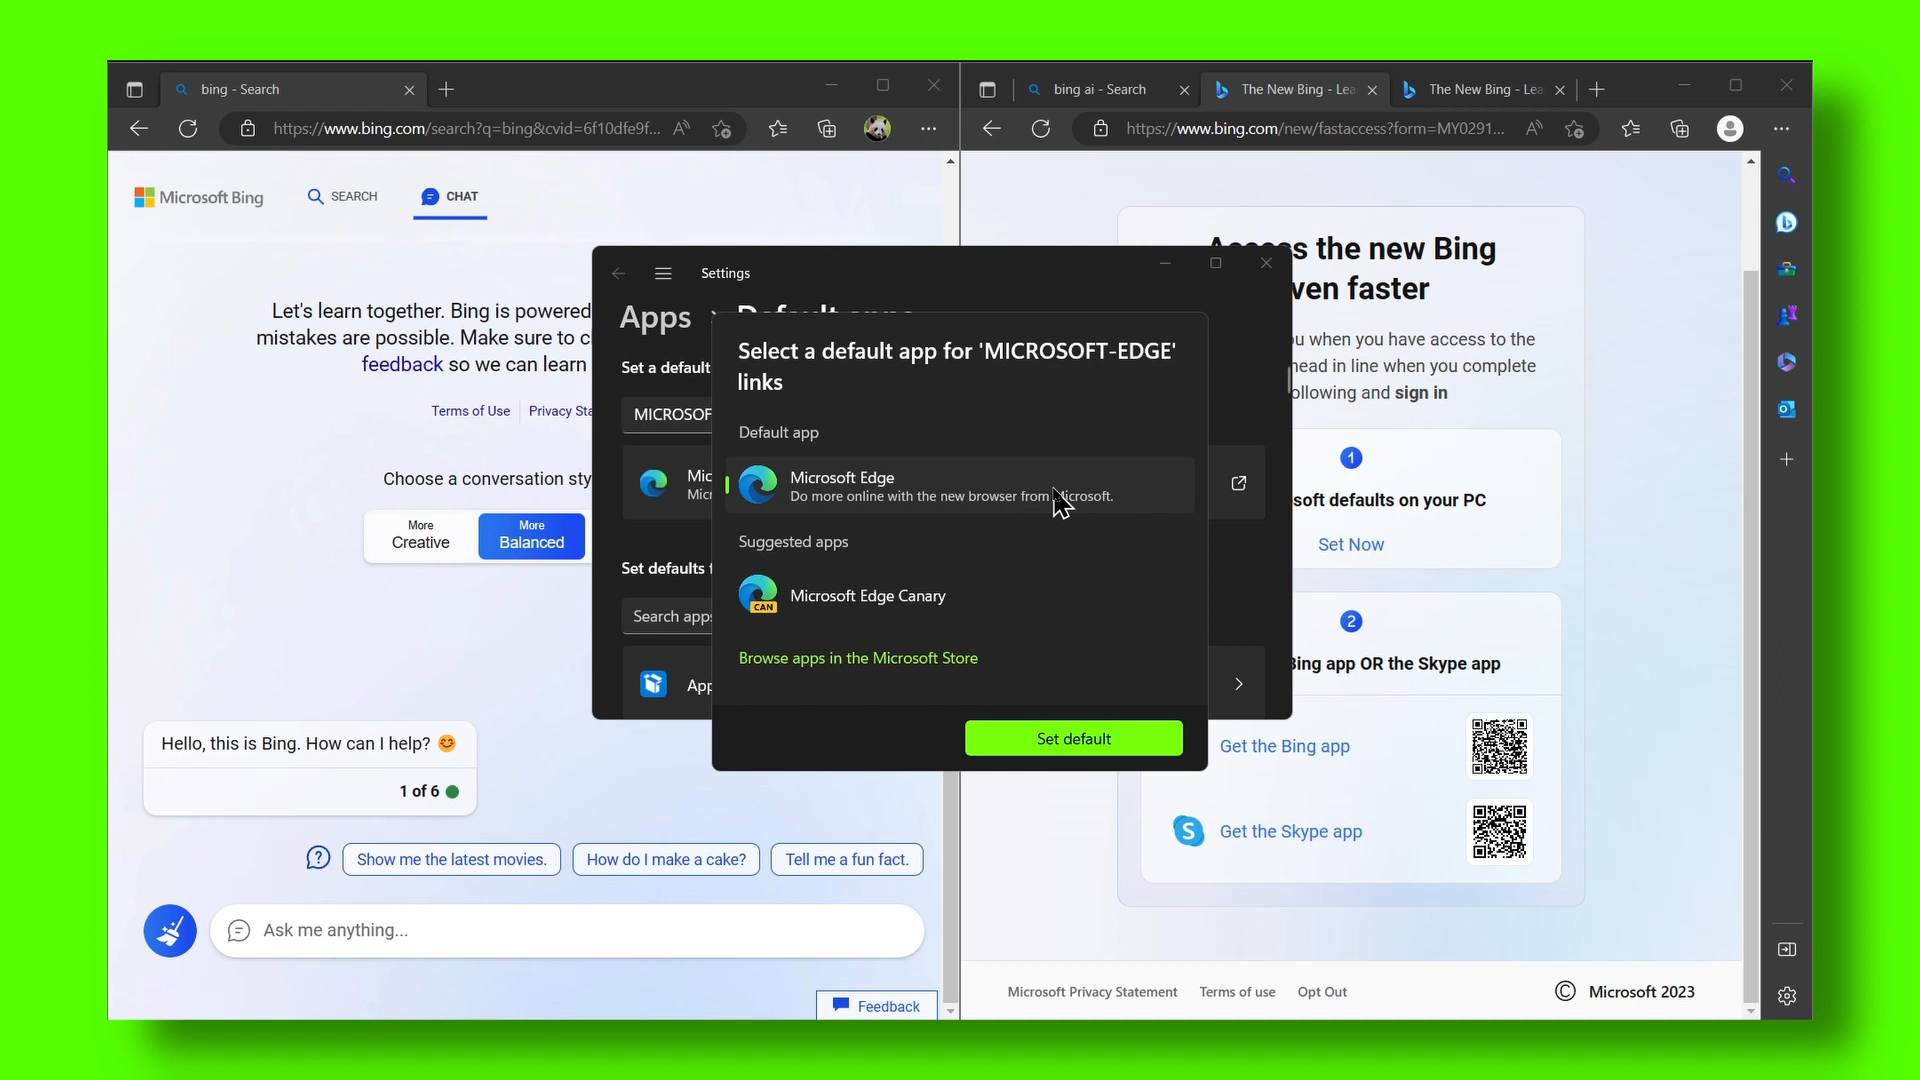 bing - Search
https://www.bing.com/search?q=bing&cvid=6f10dfe9f...
Microsoft Bing
SEARCH
CHAT
Let's learn together. Bing is powered
mistakes are possible. Make sure to c
feedback so we can learn
Terms of Use
Privacy Sta
Choose a conversation sty
More
Creative
More
Balanced
Hello, this is Bing. How can I help? 😊
1 of 6
Show me the latest movies.
How do I make a cake?
Tell me a fun fact.
Ask me anything...
Feedback
Settings
Apps
Default apps
Set a default
MICROSOF
Mic
Micr
Set defaults f
Search apps
App
Select a default app for 'MICROSOFT-EDGE'
links
Default app
Microsoft Edge
Do more online with the new browser from Microsoft.
Suggested apps
CAN
Microsoft Edge Canary
Browse apps in the Microsoft Store
Set default
bing ai - Search
The New Bing - Lea
The New Bing - Lea
https://www.bing.com/new/fastaccess?form=MY0291...
Access the new Bing
ven faster
u when you have access to the
head in line when you complete
ollowing and sign in
1
soft defaults on your PC
Set Now
2
Bing app OR the Skype app
Get the Bing app
Get the Skype app
Microsoft Privacy Statement
Terms of use
Opt Out
© Microsoft 2023